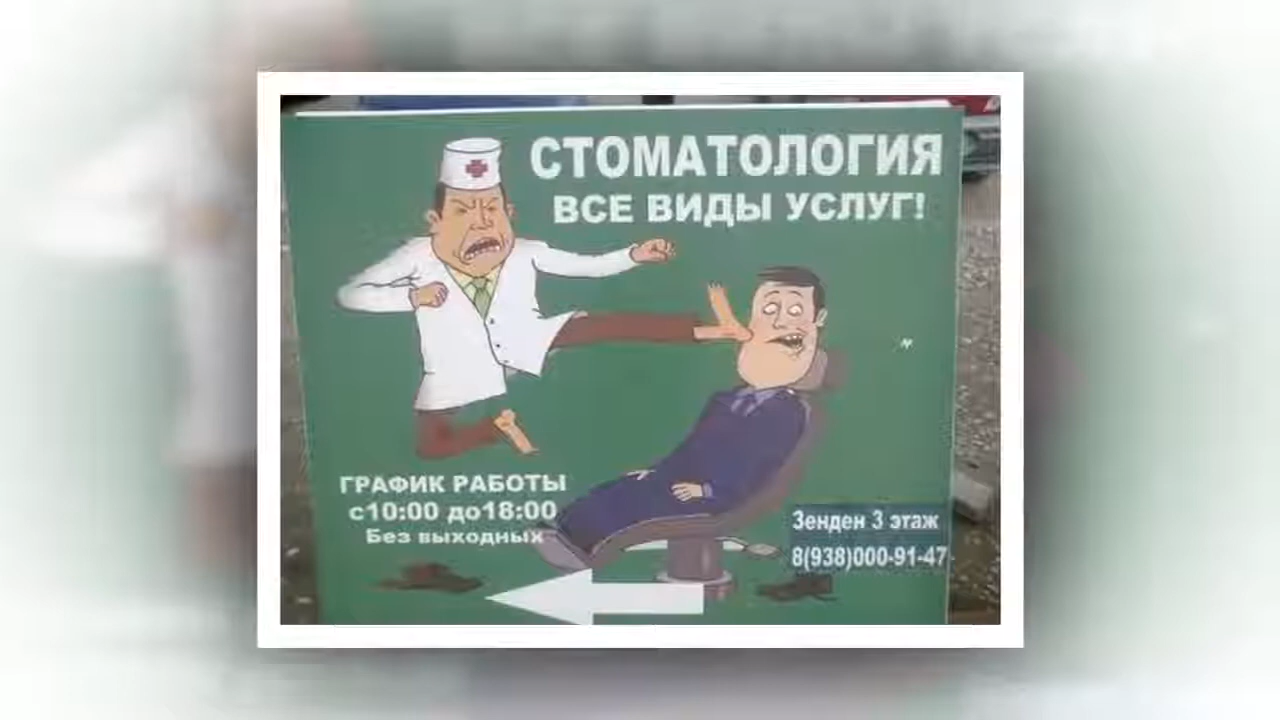 СТОМАТОЛОГИЯ
ВСЕ ВИДЫ УСЛУГ!
ГРАФИК РАБОТЫ
с10:00 до18:00
Без выходных
Зенден 3 этаж
8(938)000-91-47